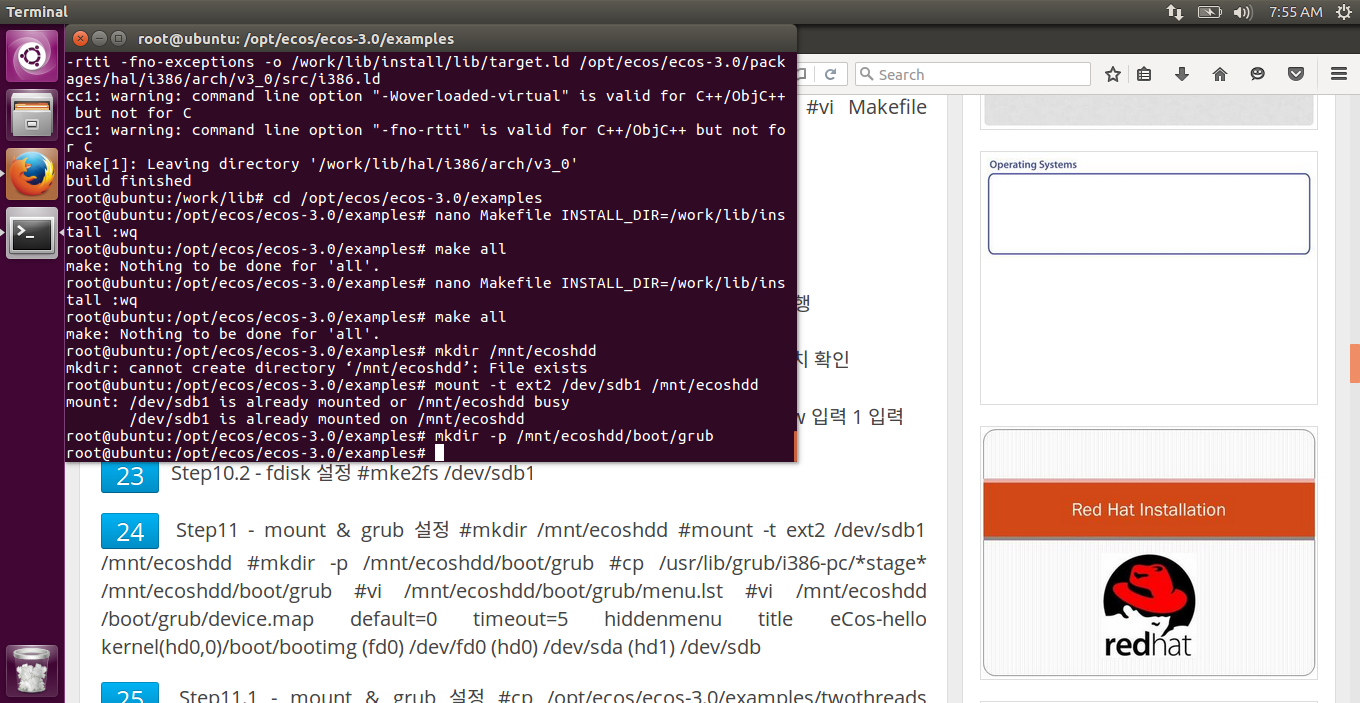 Terminal
7:55 AM
root@ubuntu: /opt/ecos/ecos-3.0/examples
-rtti -fno-exceptions -o /work/lib/install/lib/target.ld /opt/ecos/ecos-3.0/pack
ages/hal/i386/arch/v3_0/src/i386.ld
cc1: warning: command line option "-Woverloaded-virtual" is valid for C++/ObjC++
 but not for C
cc1: warning: command line option "-fno-rtti" is valid for C++/ObjC++ but not fo
r C
make[1]: Leaving directory '/work/lib/hal/i386/arch/v3_0'
build finished
root@ubuntu:/work/lib# cd /opt/ecos/ecos-3.0/examples
root@ubuntu:/opt/ecos/ecos-3.0/examples# nano Makefile INSTALL_DIR=/work/lib/ins
tall :wq
root@ubuntu:/opt/ecos/ecos-3.0/examples# make all
make: Nothing to be done for 'all'.
root@ubuntu:/opt/ecos/ecos-3.0/examples# nano Makefile INSTALL_DIR=/work/lib/ins
tall :wq
root@ubuntu:/opt/ecos/ecos-3.0/examples# make all
make: Nothing to be done for 'all'.
root@ubuntu:/opt/ecos/ecos-3.0/examples# mkdir /mnt/ecoshdd
mkdir: cannot create directory ‘/mnt/ecoshdd’: File exists
root@ubuntu:/opt/ecos/ecos-3.0/examples# mount -t ext2 /dev/sdb1 /mnt/ecoshdd
mount: /dev/sdb1 is already mounted or /mnt/ecoshdd busy
       /dev/sdb1 is already mounted on /mnt/ecoshdd
root@ubuntu:/opt/ecos/ecos-3.0/examples# mkdir -p /mnt/ecoshdd/boot/grub
root@ubuntu:/opt/ecos/ecos-3.0/examples#
Search
#vi Makefile
행
치 확인
w 입력 1 입력
23 Step10.2 - fdisk 설정 #mke2fs /dev/sdb1
24 Step11 - mount & grub 설정 #mkdir /mnt/ecoshdd #mount -t ext2 /dev/sdb1
/mnt/ecoshdd #mkdir -p /mnt/ecoshdd/boot/grub #cp /usr/lib/grub/i386-pc/*stage*
/mnt/ecoshdd/boot/grub #vi /mnt/ecoshdd/boot/grub/menu.lst #vi /mnt/ecoshdd
/boot/grub/device.map default=0 timeout=5 hiddenmenu title eCos-hello
kernel(hd0,0)/boot/bootimg (fd0) /dev/fd0 (hd0) /dev/sda (hd1) /dev/sdb
25 Step11.1 - mount & grub 설정 #cp /opt/ecos/ecos-3.0/examples/twothreads
Operating Systems
Red Hat Installation
redhat